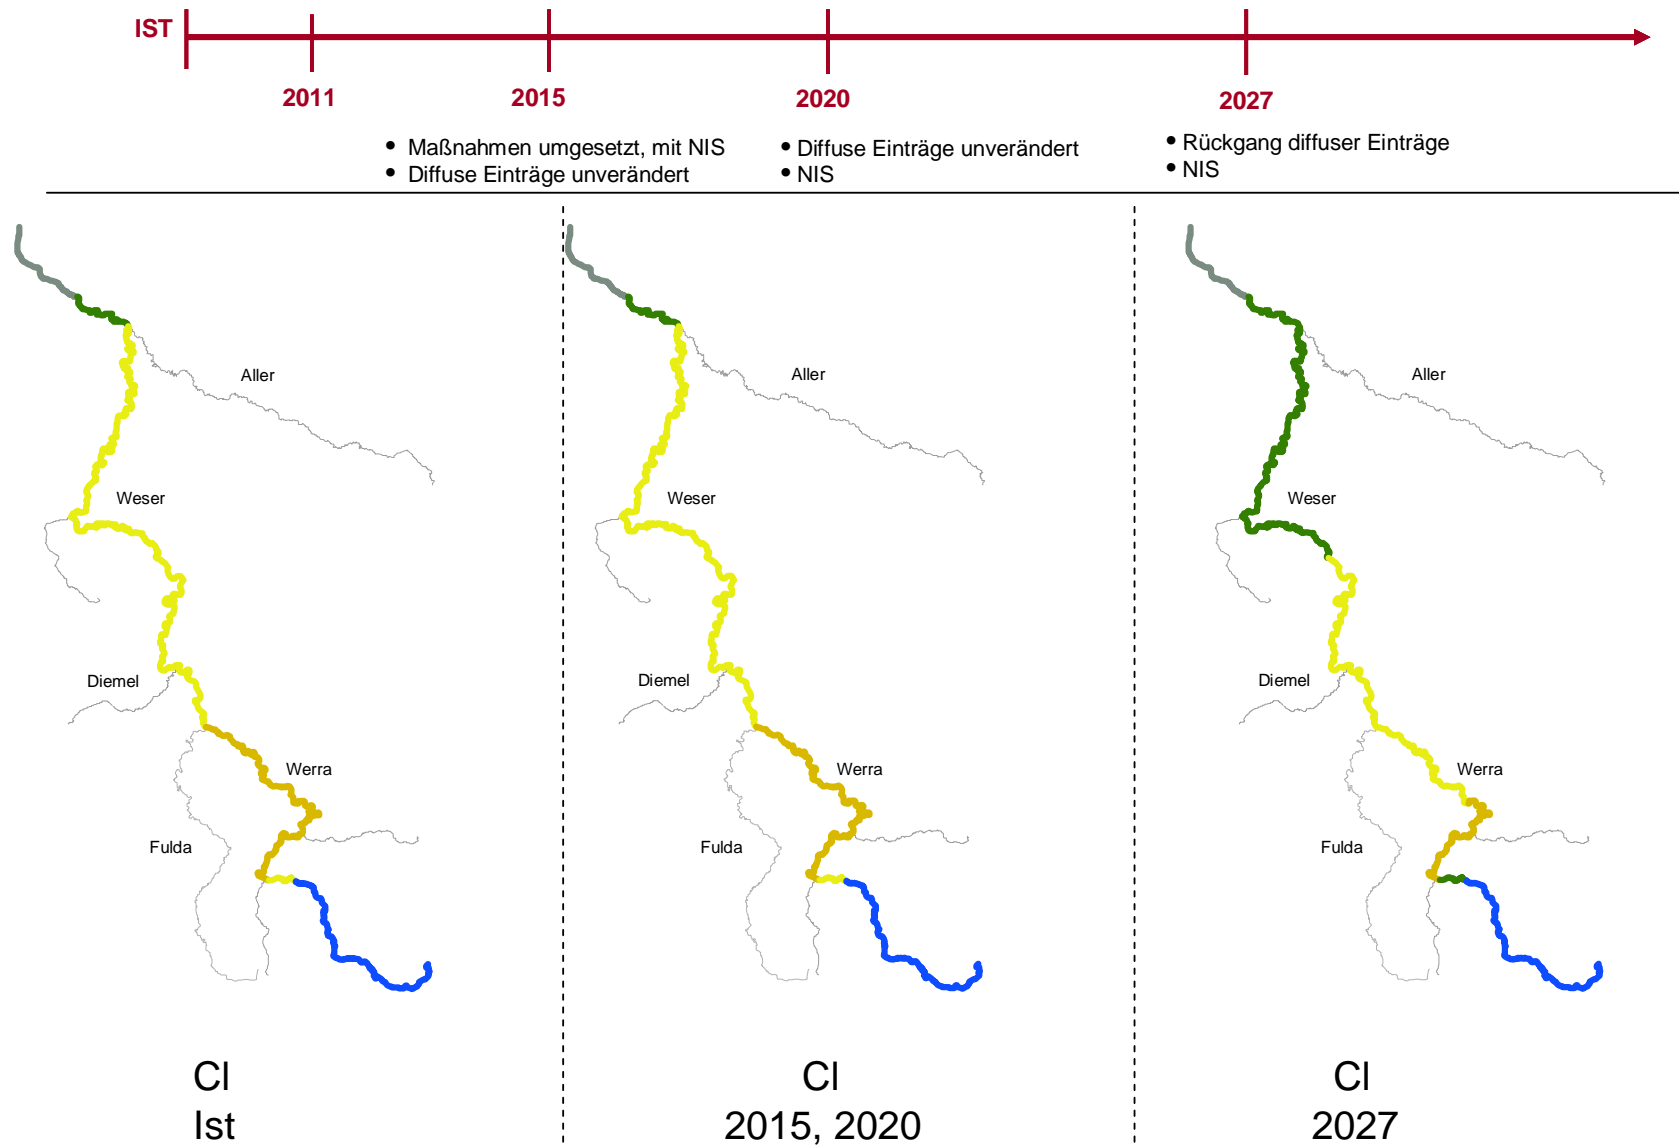 IST
2011
2015
2020
2027
• Maßnahmen umgesetzt, mit NIS
• Diffuse Einträge unverändert
• Diffuse Einträge unverändert
• NIS
• Rückgang diffuser Einträge
• NIS
Aller
Weser
Diemel
Werra
Fulda
Cl
Ist
Aller
Weser
Diemel
Werra
Fulda
Cl
2015, 2020
Aller
Weser
Diemel
Werra
Fulda
Cl
2027